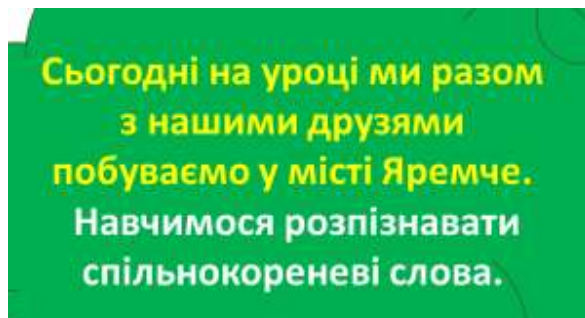 Сьогодні на уроці ми разом
з нашими друзями
побуваємо у місті Яремче.
Навчимося розпізнавати
спільнокореневі слова.